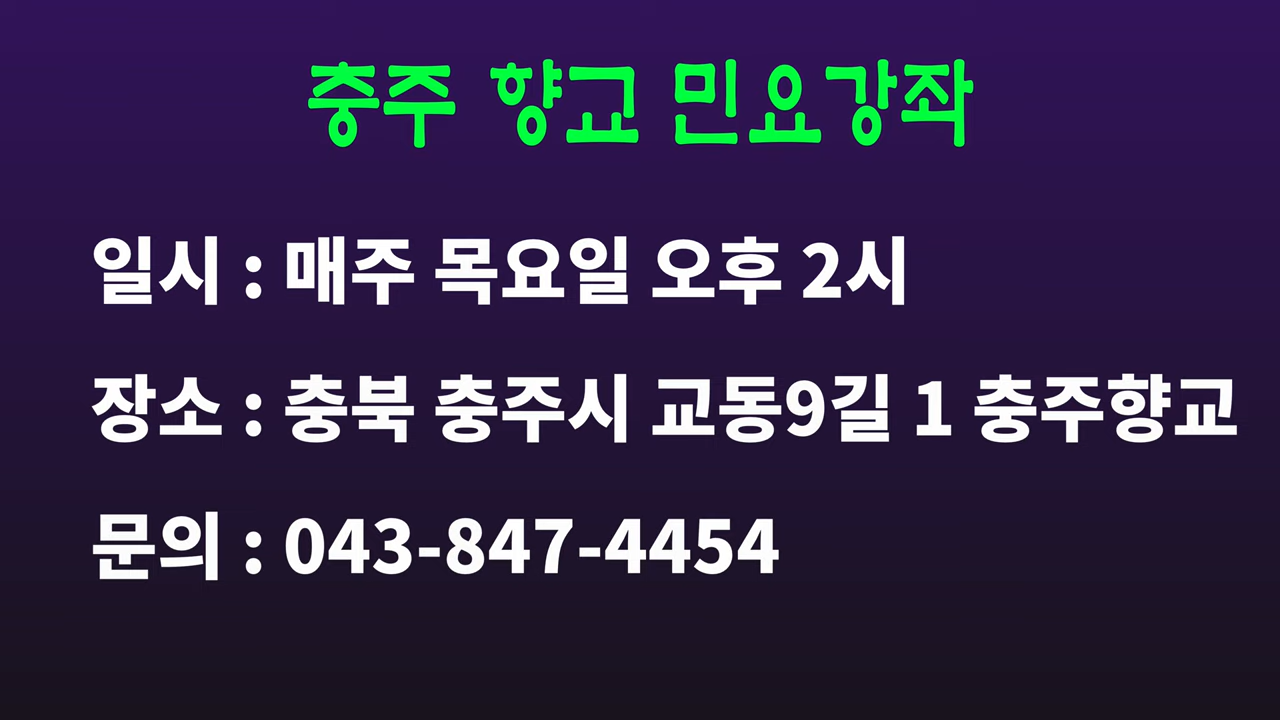 충주 향교 민요강좌
일시 : 매주 목요일 오후 2시
장소 : 충북 충주시 교동9길 1 충주향교
문의 : 043-847-4454